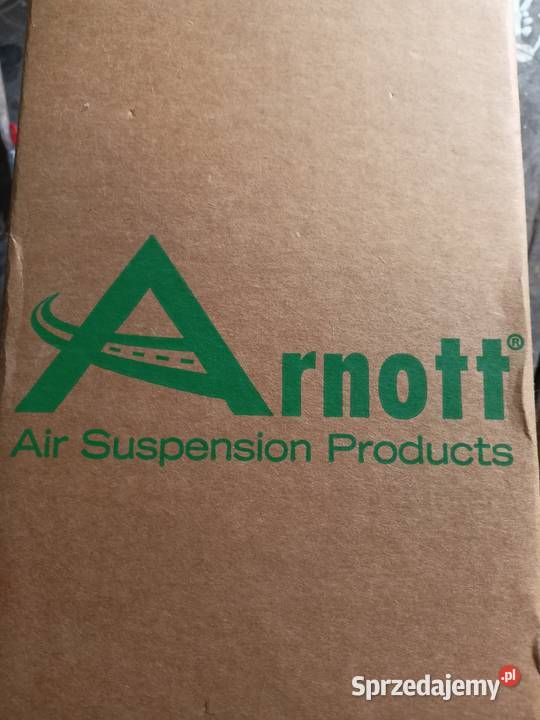 Arnott®
Air Suspension Products
Sprzedajemy.pl